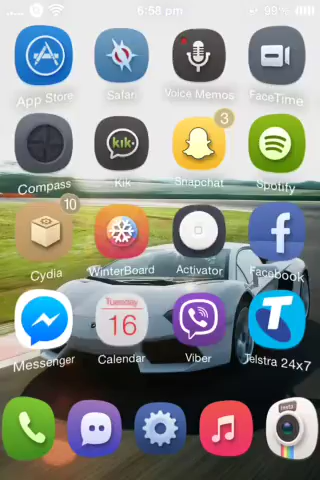 6:58 pm
98%
App Store
Safari
Voice Memos
FaceTime
kik·
3
Compass
Kik
Snapchat
Spotify
10
Cydia
WinterBoard
Activator
Facebook
Tuesday
16
Messenger
Calendar
Viber
Telstra 24x7